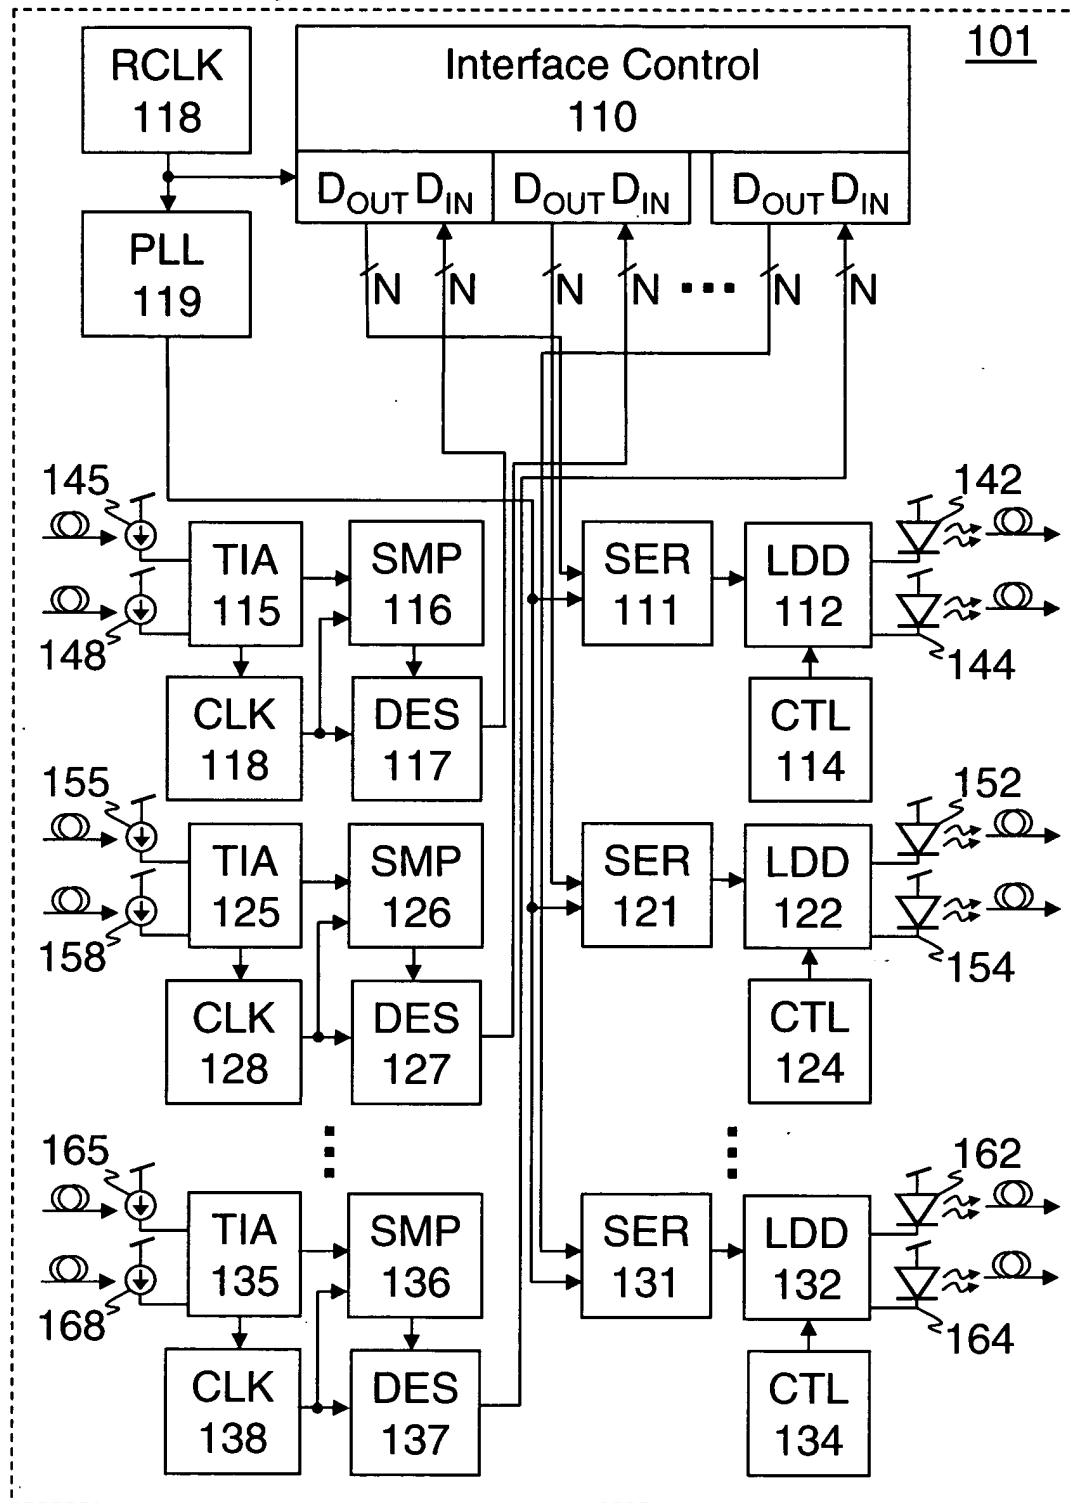 101
RCLK
118
Interface Control
110
DOUT DIN
DOUT DIN
DOUT DIN
PLL
119
N
N
N
N
N
N
145
148
TIA
115
SMP
116
CLK
118
DES
117
SER
111
LDD
112
CTL
114
142
144
155
158
TIA
125
SMP
126
CLK
128
DES
127
SER
121
LDD
122
CTL
124
152
154
165
168
TIA
135
SMP
136
CLK
138
DES
137
SER
131
LDD
132
CTL
134
162
164